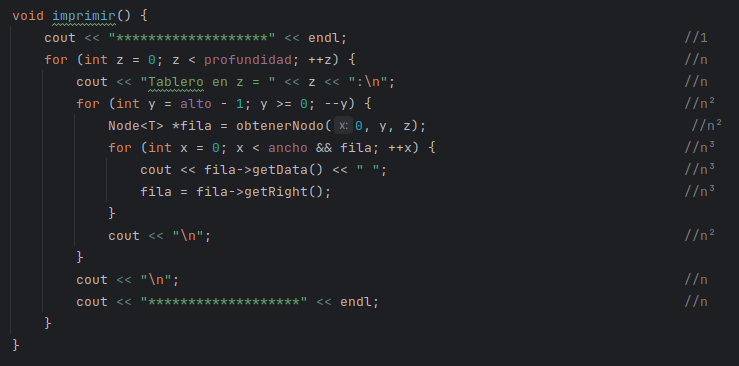 void imprimir() {
    cout << "*******************" << endl; //1
    for (int z = 0; z < profundidad; ++z) { //n
        cout << "Tablero en z = " << z << ":\n"; //n
        for (int y = alto - 1; y >= 0; --y) { //n²
            Node<T> *fila = obtenerNodo( x: 0, y, z); //n²
            for (int x = 0; x < ancho && fila; ++x) { //n³
                cout << fila->getData() << " "; //n³
                fila = fila->getRight(); //n³
            }
            cout << "\n"; //n²
        }
        cout << "\n"; //n
        cout << "*******************" << endl; //n
    }
}